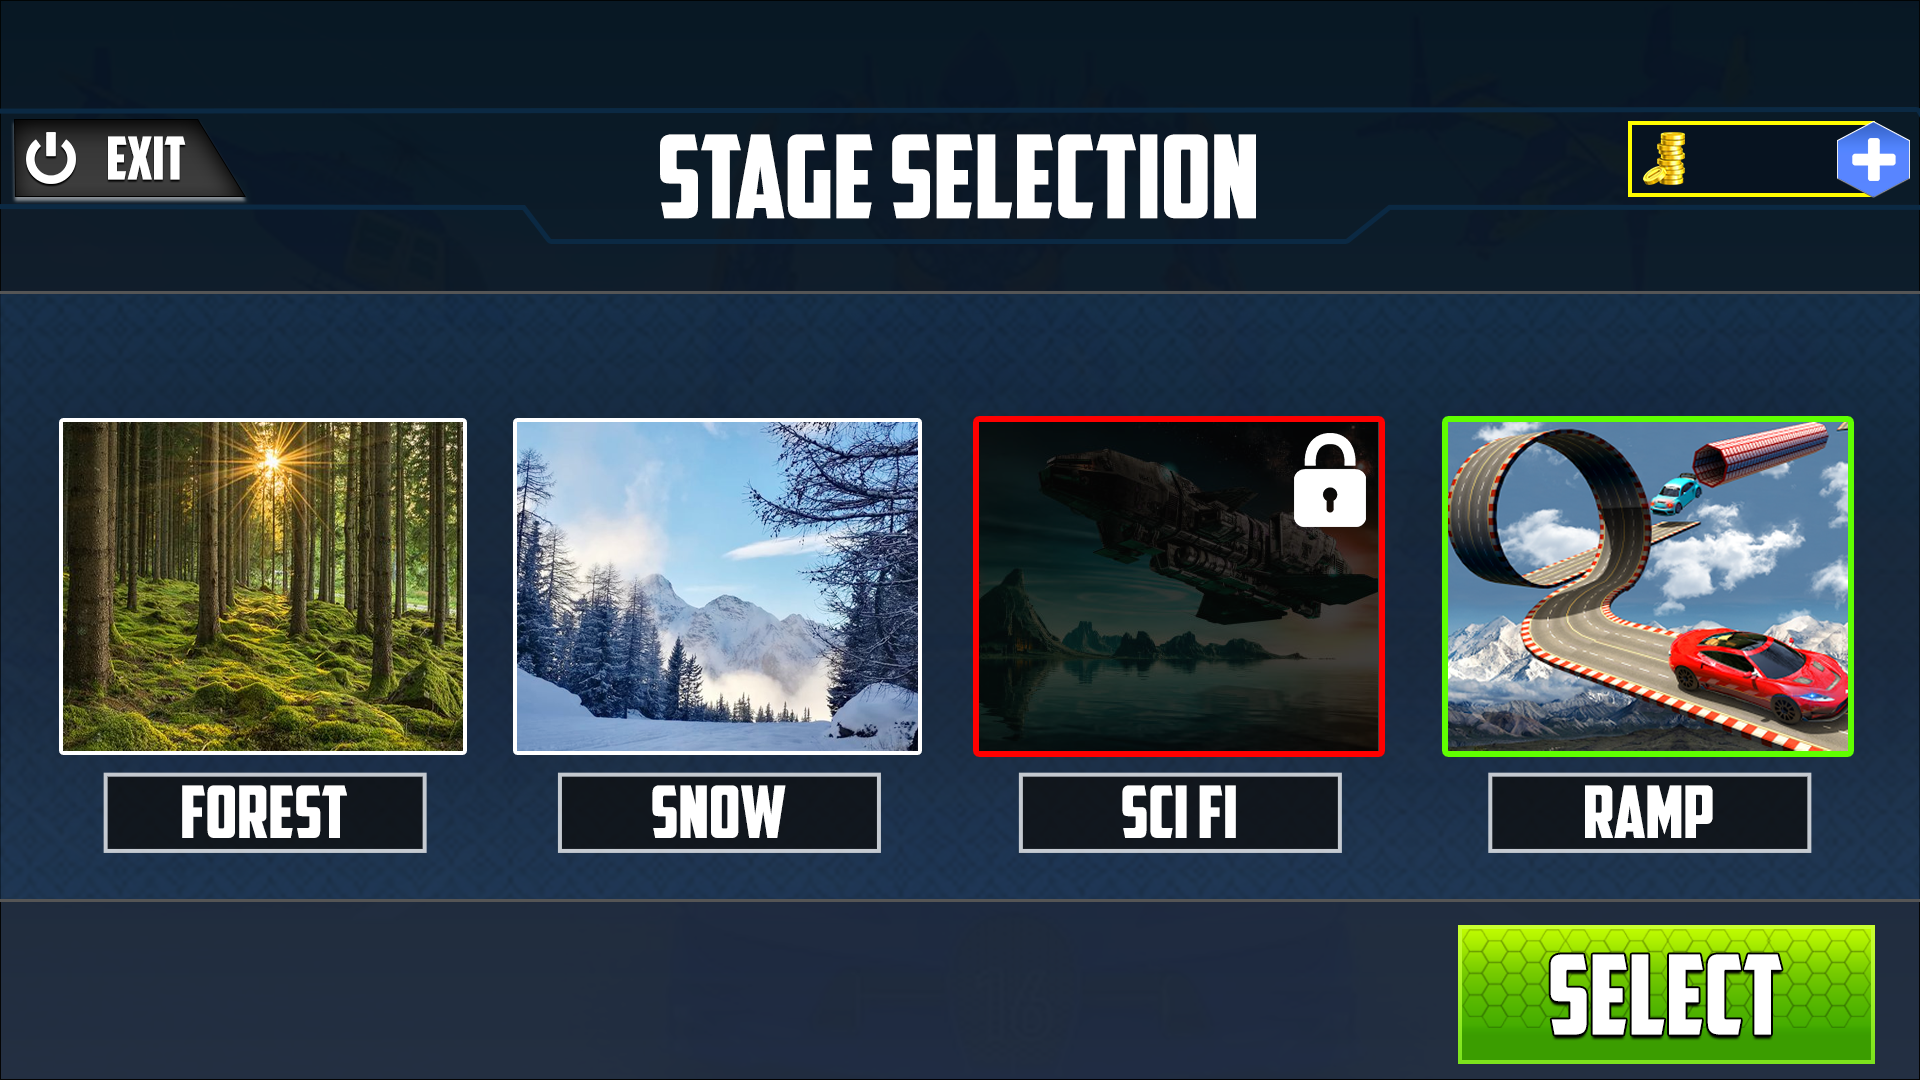 EXIT
STAGE SELECTION
FOREST
SNOW
SCI FI
RAMP
SELECT